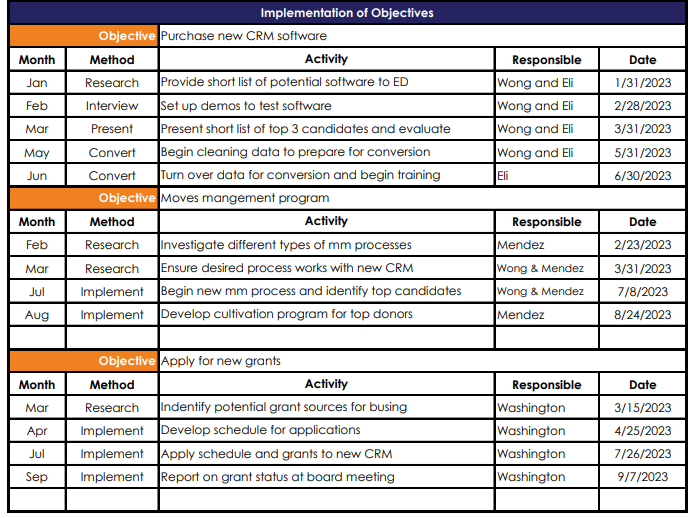 Implementation of Objectives
Objective Purchase new CRM software
Month Method Activity Responsible Date
Jan Research Provide short list of potential software to ED Wong and Eli 1/31/2023
Feb Interview Set up demos to test software Wong and Eli 2/28/2023
Mar Present Present short list of top 3 candidates and evaluate Wong and Eli 3/31/2023
May Convert Begin cleaning data to prepare for conversion Wong and Eli 5/31/2023
Jun Convert Turn over data for conversion and begin training Eli 6/30/2023
Objective Moves mangement program
Month Method Activity Responsible Date
Feb Research Investigate different types of mm processes Mendez 2/23/2023
Mar Research Ensure desired process works with new CRM Wong & Mendez 3/31/2023
Jul Implement Begin new mm process and identify top candidates Wong & Mendez 7/8/2023
Aug Implement Develop cultivation program for top donors Mendez 8/24/2023
Objective Apply for new grants
Month Method Activity Responsible Date
Mar Research Indentify potential grant sources for busing Washington 3/15/2023
Apr Implement Develop schedule for applications Washington 4/25/2023
Jul Implement Apply schedule and grants to new CRM Washington 7/26/2023
Sep Implement Report on grant status at board meeting Washington 9/7/2023